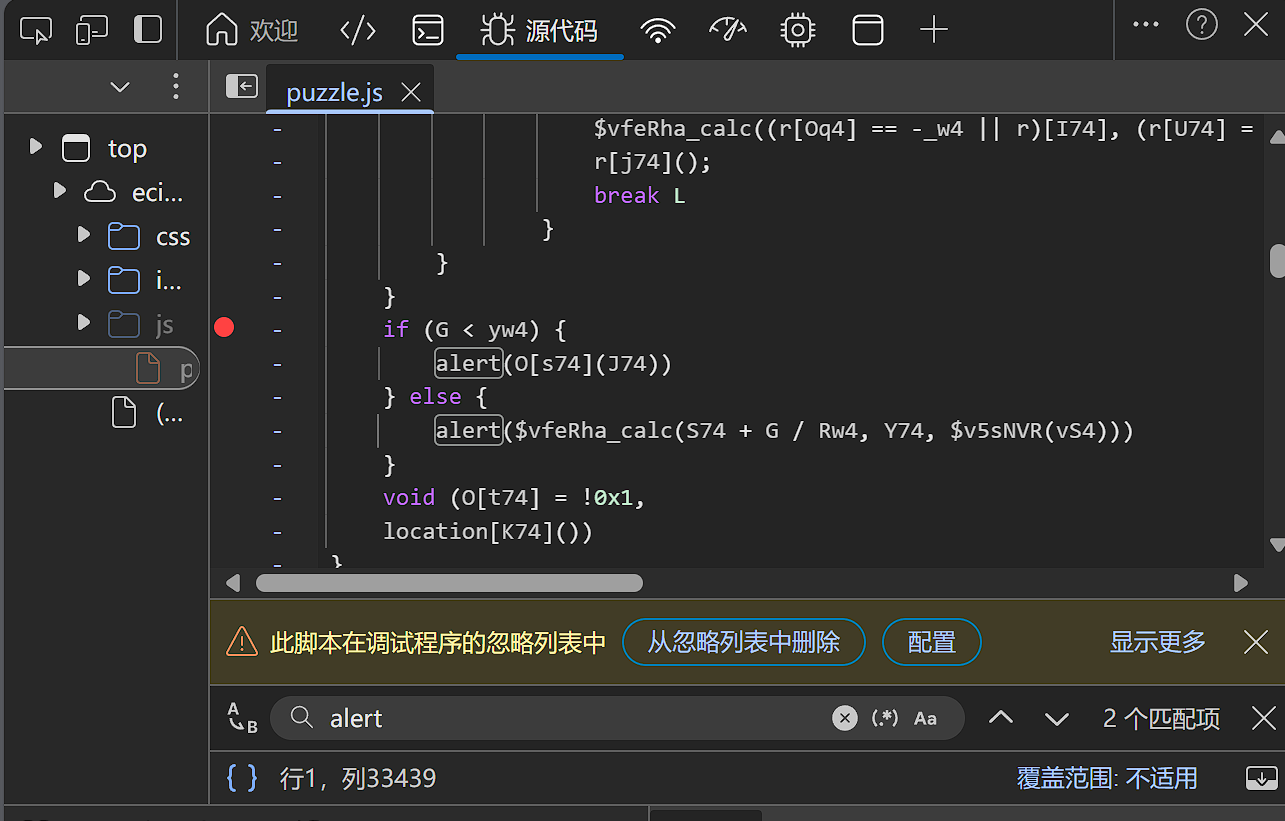 欢迎
源代码
puzzle.js
top
eci...
css
i...
js
p
(...
$vfeRha_calc((r[Oq4] == -_w4 || r)[I74], (r[U74] =
r[j74]();
break L
}
}
}
if (G < yw4) {
alert(O[s74](J74))
} else {
alert($vfeRha_calc(S74 + G / Rw4, Y74, $v5sNVR(vS4)))
}
void (O[t74] = !0x1,
location[K74]())
}
此脚本在调试程序的忽略列表中 从忽略列表中删除 配置 显示更多
A
B
alert (.*) Aa 2 个匹配项
{ } 行1，列33439 覆盖范围: 不适用